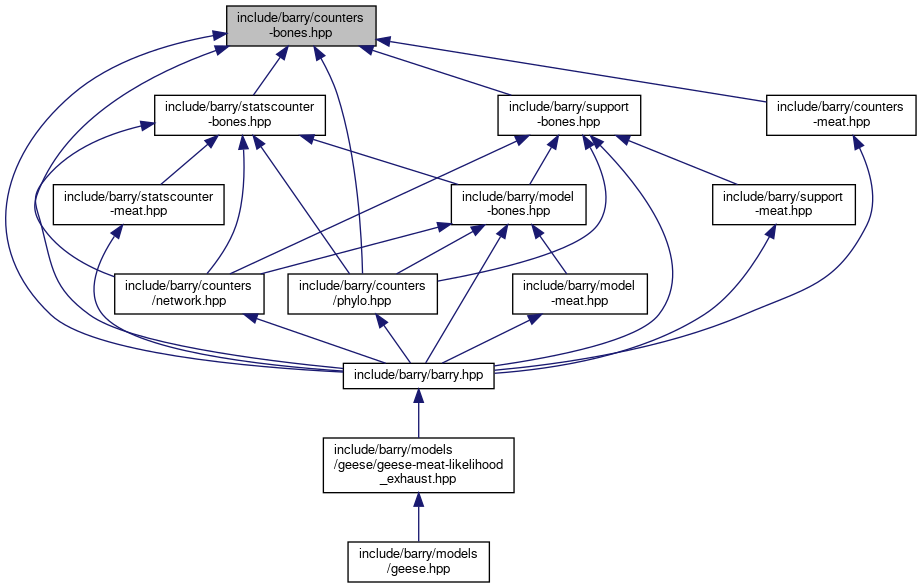 include/barry/counters
-bones.hpp
include/barry/statscounter
-bones.hpp
include/barry/support
-bones.hpp
include/barry/counters
-meat.hpp
include/barry/statscounter
-meat.hpp
include/barry/model
-bones.hpp
include/barry/support
-meat.hpp
include/barry/counters
/network.hpp
include/barry/counters
/phylo.hpp
include/barry/model
-meat.hpp
include/barry/barry.hpp
include/barry/models
/geese/geese-meat-likelihood
_exhaust.hpp
include/barry/models
/geese.hpp